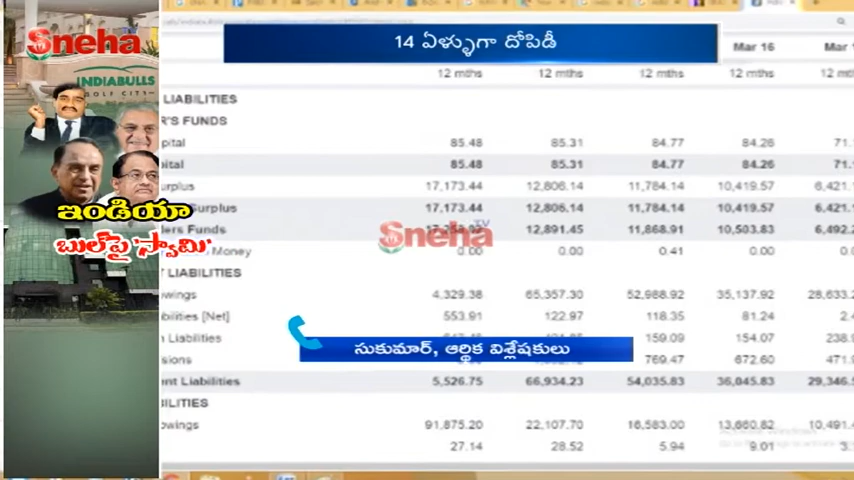 Sneha
14 ఏళ్ళుగా దోపిడీ
INDIABULLS
GOLF CITY
ఇండియా
బుల్‌పై 'స్వామి'
Mar 16
12 mths 12 mths 12 mths 12 mths
LIABILITIES
R'S FUNDS
pital 85.48 85.31 84.77 84.26
ital 85.48 85.31 84.77 84.26
urplus 17,173.44 12,806.14 11,784.14 10,419.57
Surplus 17,173.44 12,806.14 11,784.14 10,419.57
ders Funds 12,891.45 11,868.91 10,503.83
Money 0.00 0.00 0.41 0.00
Sneha TV
LIABILITIES
wings 4,329.38 65,357.30 52,988.92 35,137.92
bilities [Net] 553.91 122.97 118.35 81.24
Liabilities 159.09 154.07
సుకుమార్, ఆర్థిక విశ్లేషకులు
sions 769.47 672.60
ent Liabilities 5,526.75 66,934.23 54,035.83 36,045.83
BILITIES
owings 91,875.20 22,107.70 16,583.00 13,660.82
27.14 28.52 5.94 9.01